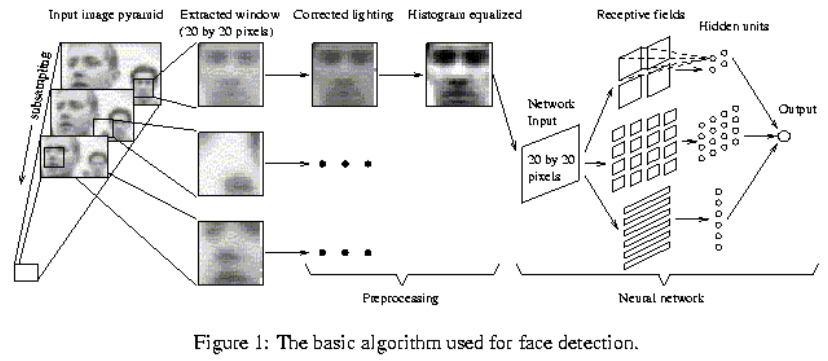 Input image pyramid
Extracted window
(20 by 20 pixels)
Corrected lighting
Histogram equalized
Receptive fields
Hidden units
subsampling
Network
Input
Output
20 by 20
pixels
Preprocessing
Neural network
Figure 1: The basic algorithm used for face detection.